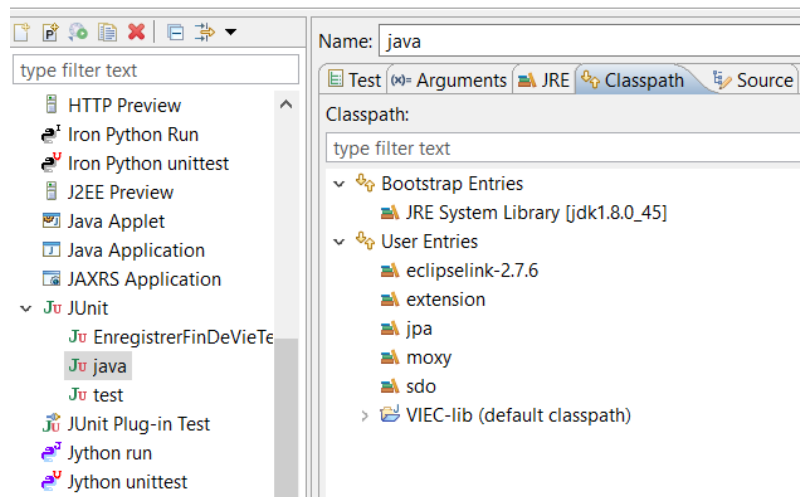 Name: java
type filter text
HTTP Preview
Iron Python Run
Iron Python unittest
J2EE Preview
Java Applet
Java Application
JAXRS Application
JUnit
EnregistrerFinDeVieTe
java
test
JUnit Plug-in Test
Jython run
Jython unittest
Test (x)= Arguments JRE Classpath Source
Classpath:
type filter text
Bootstrap Entries
JRE System Library [jdk1.8.0_45]
User Entries
eclipselink-2.7.6
extension
jpa
moxy
sdo
VIEC-lib (default classpath)